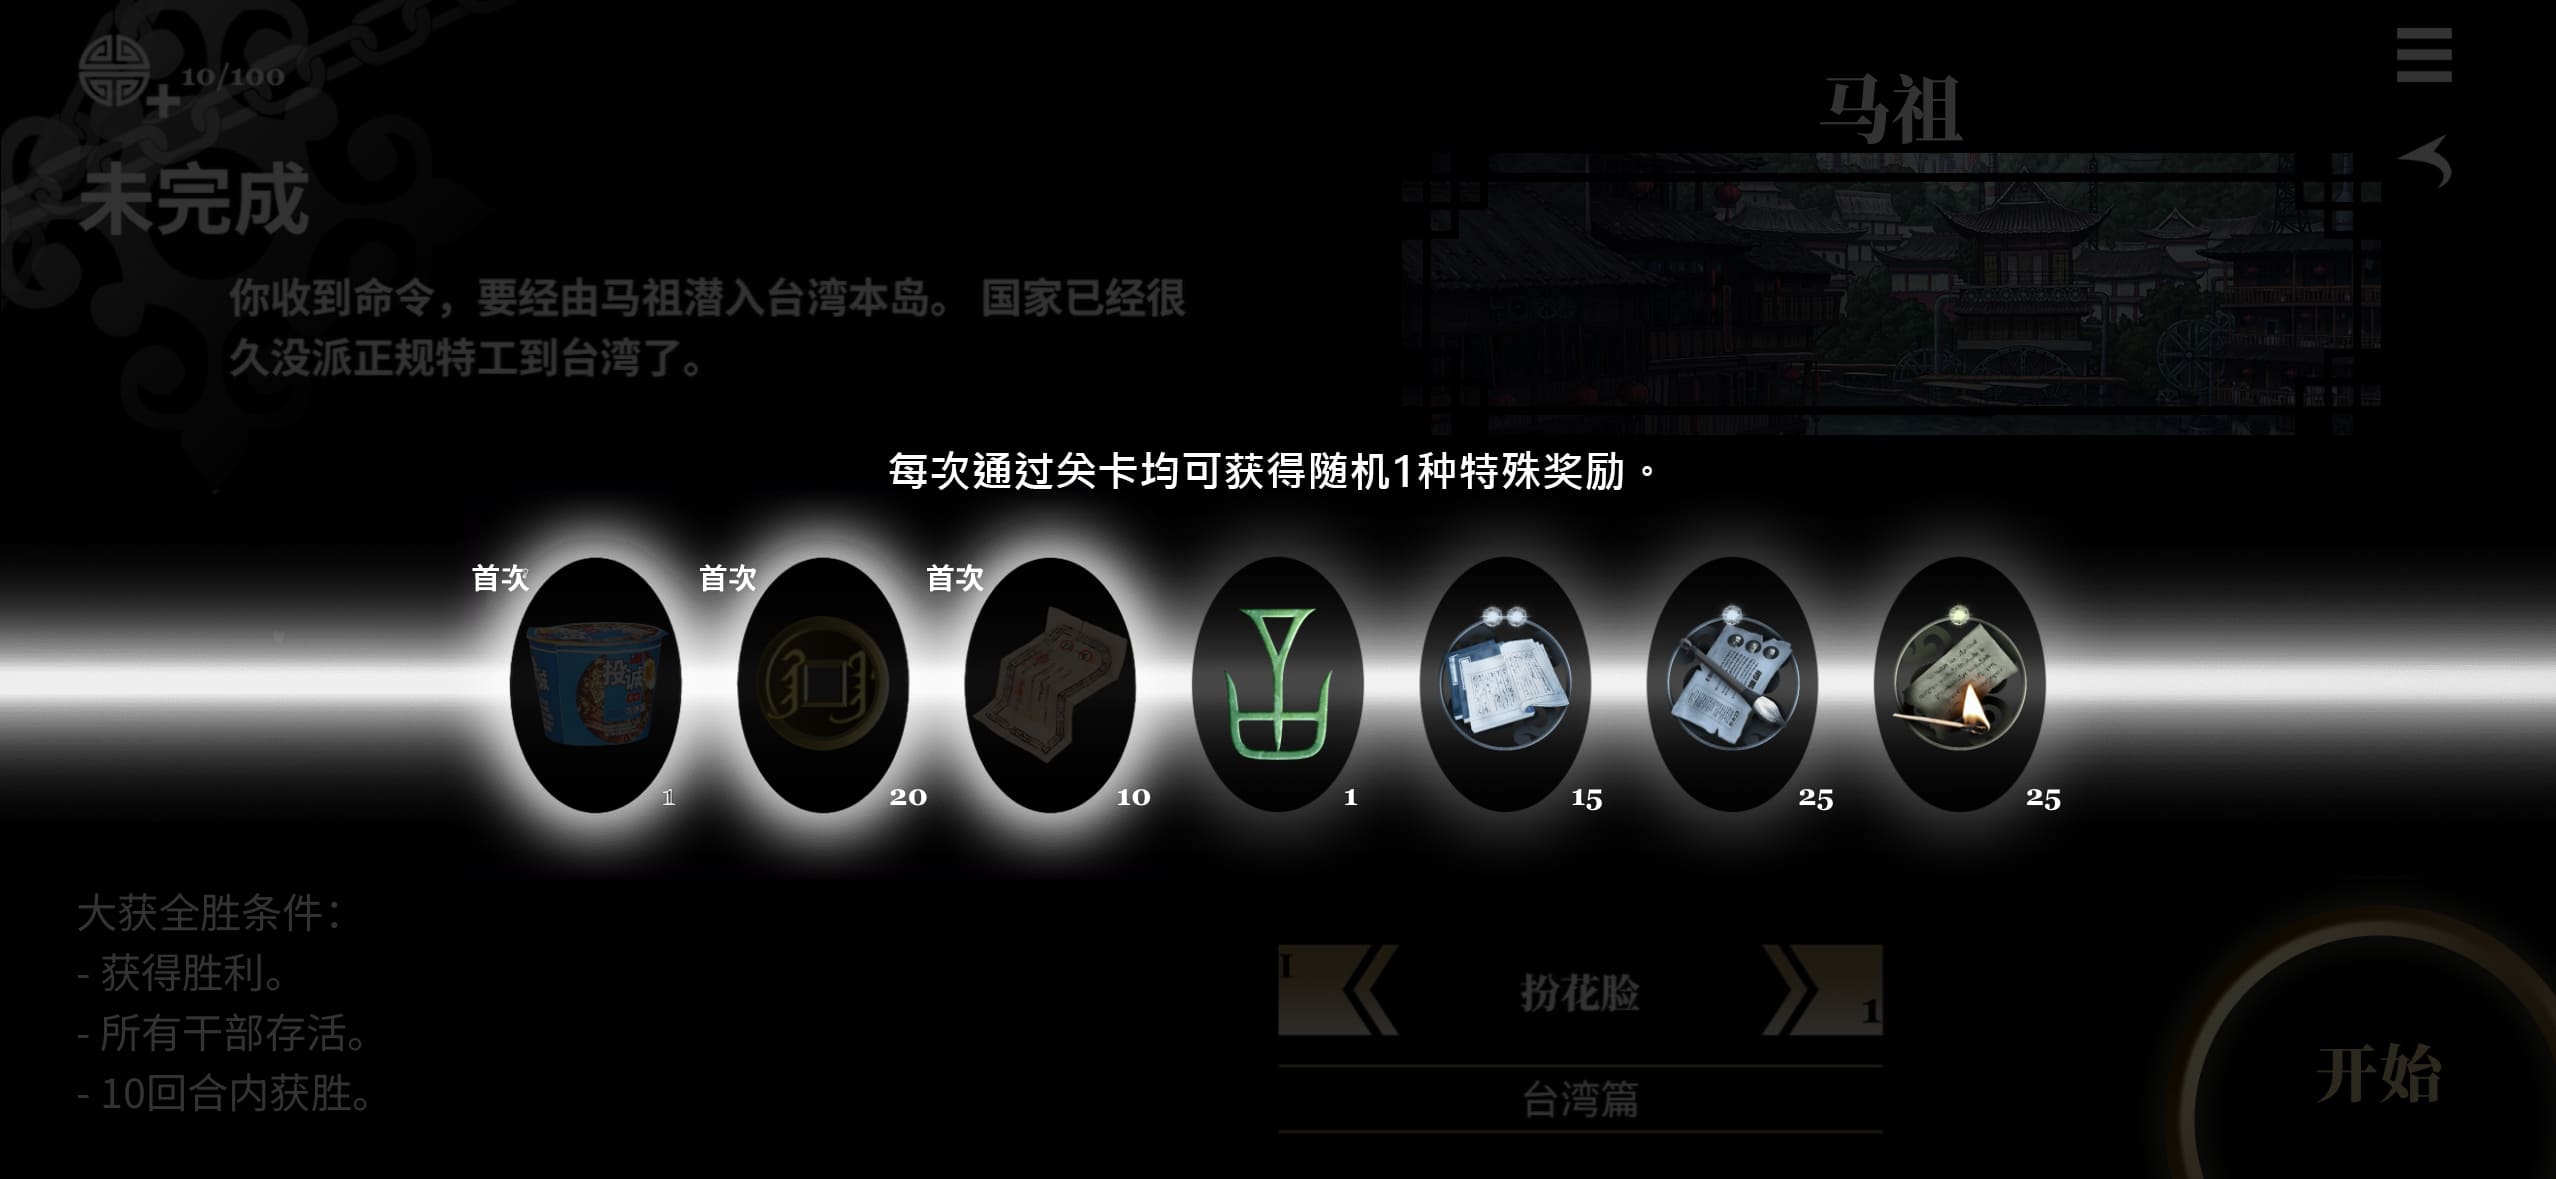 10/100
马祖
未完成
你收到命令，要经由马祖潜入台湾本岛。 国家已经很
久没派正规特工到台湾了。
每次通过关卡均可获得随机1种特殊奖励。
首次
首次
首次
投诚
1
20
10
1
15
25
25
大获全胜条件：
- 获得胜利。
- 所有干部存活。
- 10回合内获胜。
I
扮花脸
1
台湾篇
开始